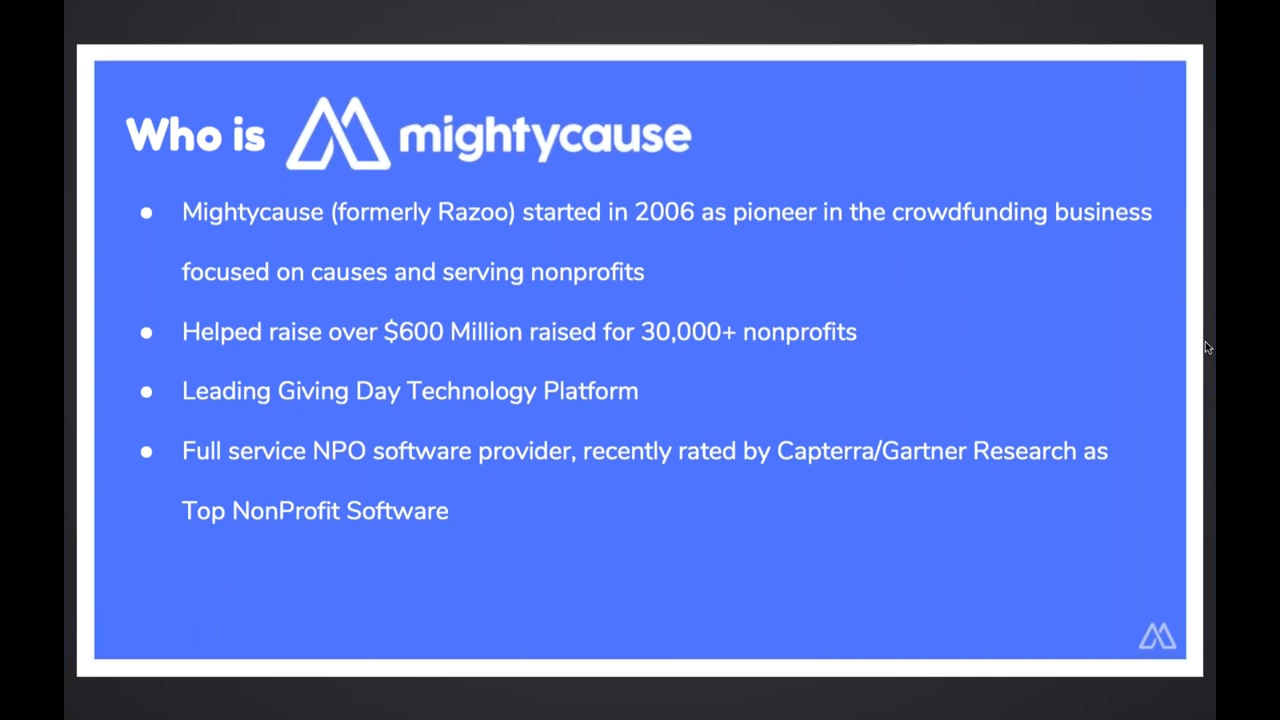 Who is mightycause
● Mightycause (formerly Razoo) started in 2006 as pioneer in the crowdfunding business
focused on causes and serving nonprofits
● Helped raise over $600 Million raised for 30,000+ nonprofits
● Leading Giving Day Technology Platform
● Full service NPO software provider, recently rated by Capterra/Gartner Research as
Top NonProfit Software